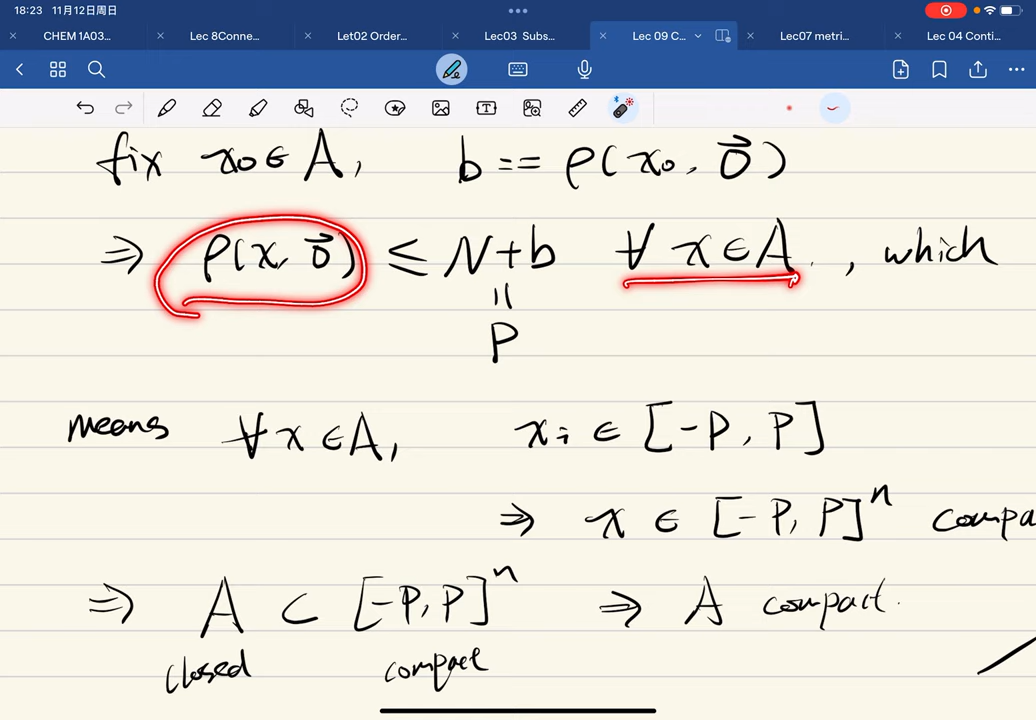 18:23 11月12日周日
CHEM 1A03... Lec 8Conne... Let02 Order... Lec03 Subs... Lec 09 C... Lec07 metri... Lec 04 Conti...
fix x₀ ∈ A, b == ρ(x₀, 0⃗)
⇒ ρ(x, 0⃗) ≤ N+b ∀ x ∈ A, which
=
P
means ∀ x ∈ A, xᵢ ∈ [-P, P]
⇒ x ∈ [-P, P]ⁿ compa
⇒ A ⊂ [-P, P]ⁿ ⇒ A compact.
closed compact